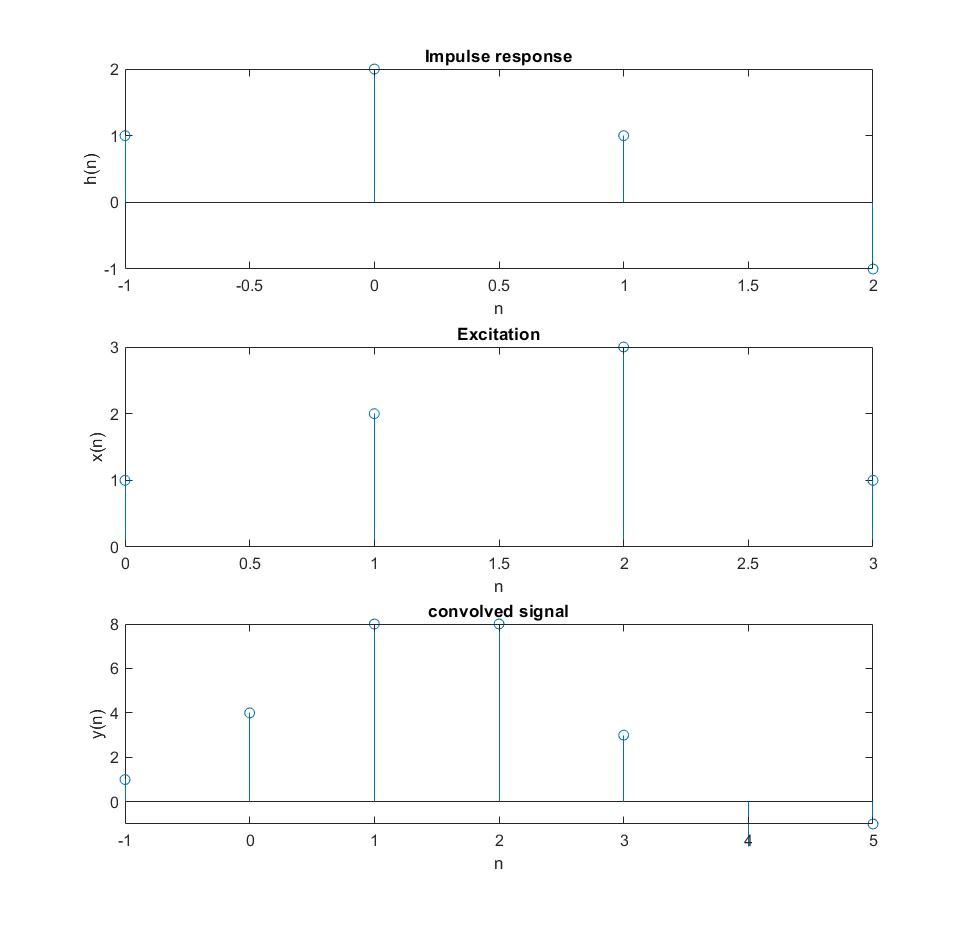 Impulse response
2
1
0
-1
h(n)
-1 -0.5 0 0.5 1 1.5 2
n
Excitation
3
2
1
0
x(n)
0 0.5 1 1.5 2 2.5 3
n
convolved signal
8
6
4
2
0
y(n)
-1 0 1 2 3 4 5
n